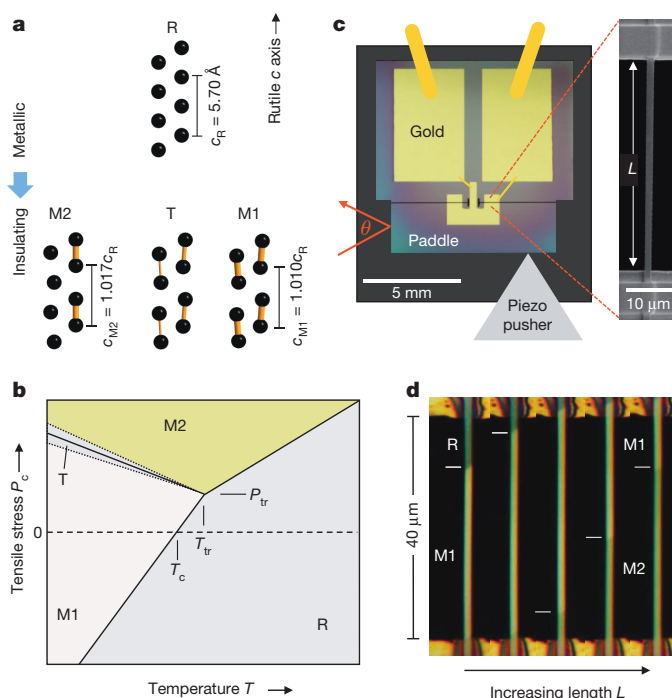 a
R
Metallic
Insulating
c_R = 5.70 Å
Rutile c axis
M2
T
M1
c_M2 = 1.017c_R
c_M1 = 1.010c_R
b
Tensile stress P_c
0
M2
T
P_tr
T_tr
T_c
M1
R
Temperature T
c
Gold
θ
Paddle
5 mm
Piezo
pusher
L
10 µm
d
40 µm
R
M1
M1
M2
Increasing length L